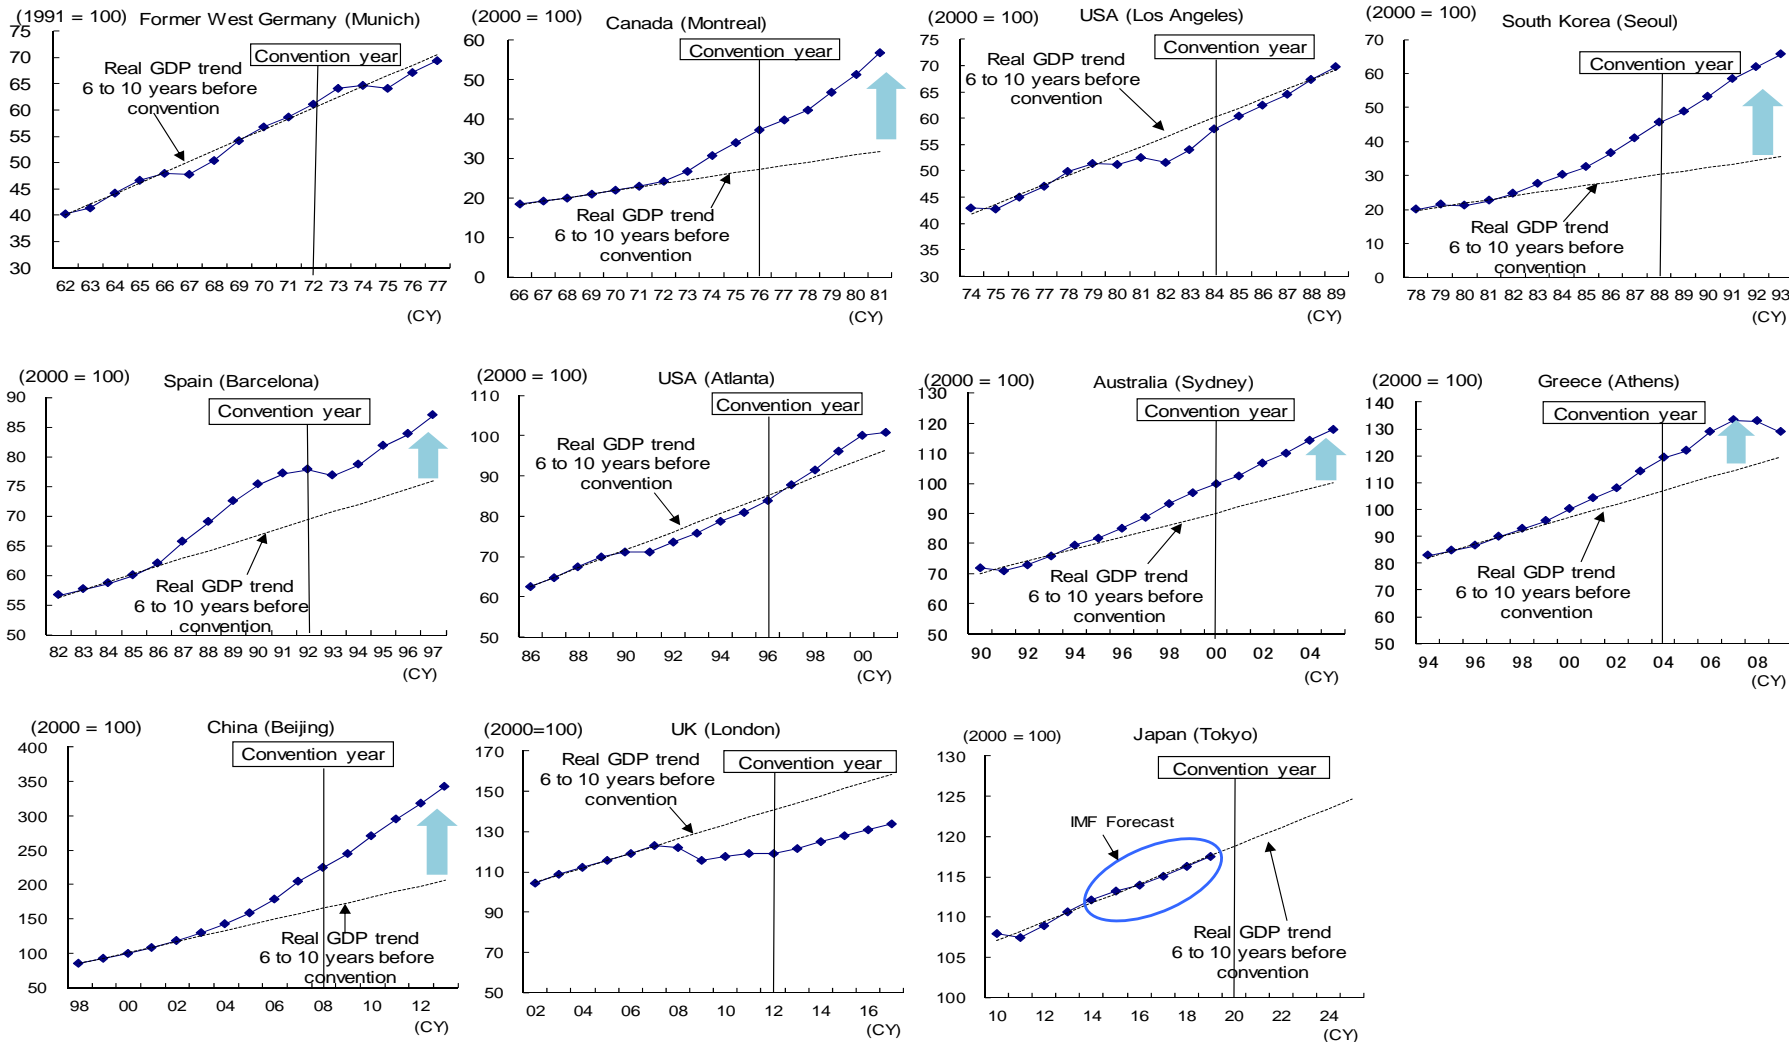 (1991 = 100)
Former West Germany (Munich)
75
70
65
60
55
50
45
40
35
30
Convention year
Real GDP trend
6 to 10 years before
convention
62 63 64 65 66 67 68 69 70 71 72 73 74 75 76 77
(CY)
(2000 = 100)
Canada (Montreal)
60
50
40
30
20
10
0
Convention year
Real GDP trend
6 to 10 years before
convention
66 67 68 69 70 71 72 73 74 75 76 77 78 79 80 81
(CY)
(2000 = 100)
USA (Los Angeles)
75
70
65
60
55
50
45
40
35
30
Convention year
Real GDP trend
6 to 10 years before
convention
74 75 76 77 78 79 80 81 82 83 84 85 86 87 88 89
(CY)
(2000 = 100)
South Korea (Seoul)
70
60
50
40
30
20
10
0
Convention year
Real GDP trend
6 to 10 years before
convention
78 79 80 81 82 83 84 85 86 87 88 89 90 91 92 93
(CY)
(2000 = 100)
Spain (Barcelona)
90
85
80
75
70
65
60
55
50
Convention year
Real GDP trend
6 to 10 years before
convention
82 83 84 85 86 87 88 89 90 91 92 93 94 95 96 97
(CY)
(2000 = 100)
USA (Atlanta)
110
100
90
80
70
60
50
Convention year
Real GDP trend
6 to 10 years before
convention
86 88 90 92 94 96 98 00
(CY)
(2000 = 100)
Australia (Sydney)
130
120
110
100
90
80
70
60
50
Convention year
Real GDP trend
6 to 10 years before
convention
90 92 94 96 98 00 02 04
(CY)
(2000 = 100)
Greece (Athens)
140
130
120
110
100
90
80
70
60
50
Convention year
Real GDP trend
6 to 10 years before
convention
94 96 98 00 02 04 06 08
(CY)
(2000 = 100)
China (Beijing)
400
350
300
250
200
150
100
50
Convention year
Real GDP trend
6 to 10 years before
convention
98 00 02 04 06 08 10 12
(CY)
(2000=100)
UK (London)
170
150
130
110
90
70
50
Real GDP trend
6 to 10 years before
convention
Convention year
02 04 06 08 10 12 14 16
(CY)
(2000 = 100)
Japan (Tokyo)
130
125
120
115
110
105
100
Convention year
IMF Forecast
Real GDP trend
6 to 10 years before
convention
10 12 14 16 18 20 22 24
(CY)